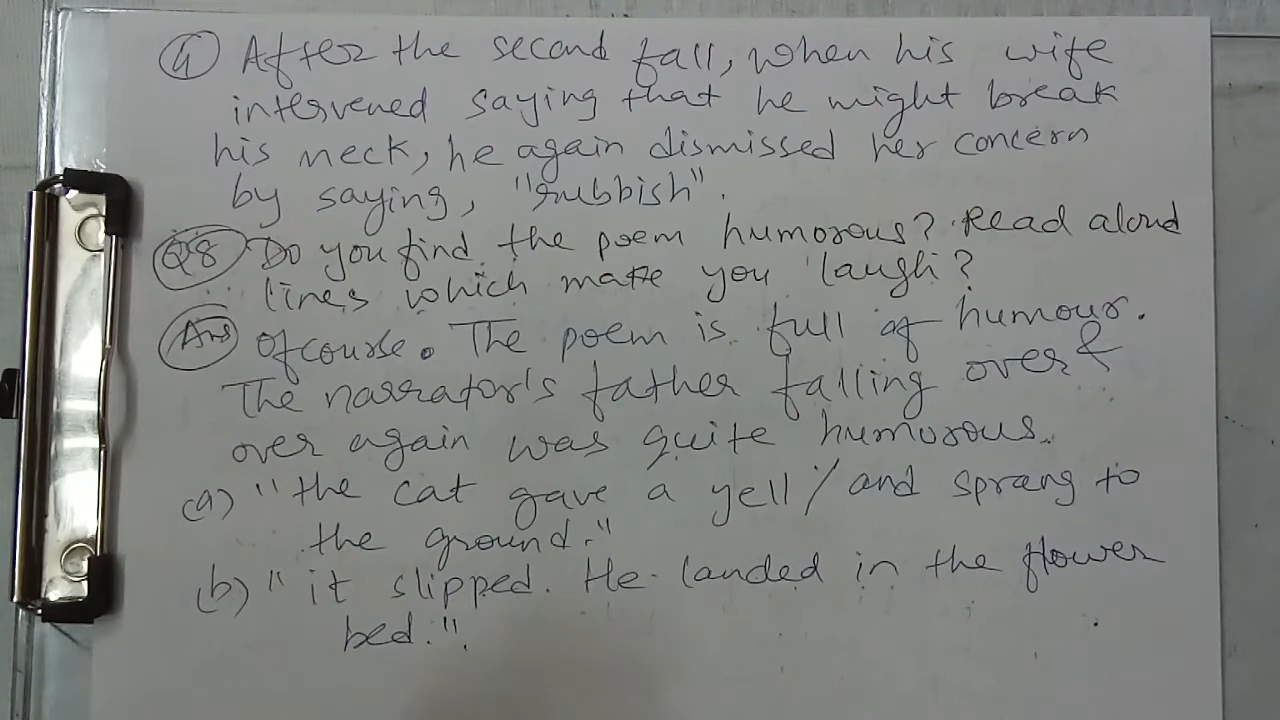 (4) After the second fall, when his wife
intervened saying that he might break
his neck, he again dismissed her concern
by saying, "rubbish".
Q8 Do you find the poem humorous? Read aloud
lines which make you laugh?
Ans Of course. The poem is full of humour.
The narrator's father falling over &
over again was quite humorous.
(a) "the cat gave a yell / and sprang to
the ground."
(b) "it slipped. He landed in the flower
bed.".